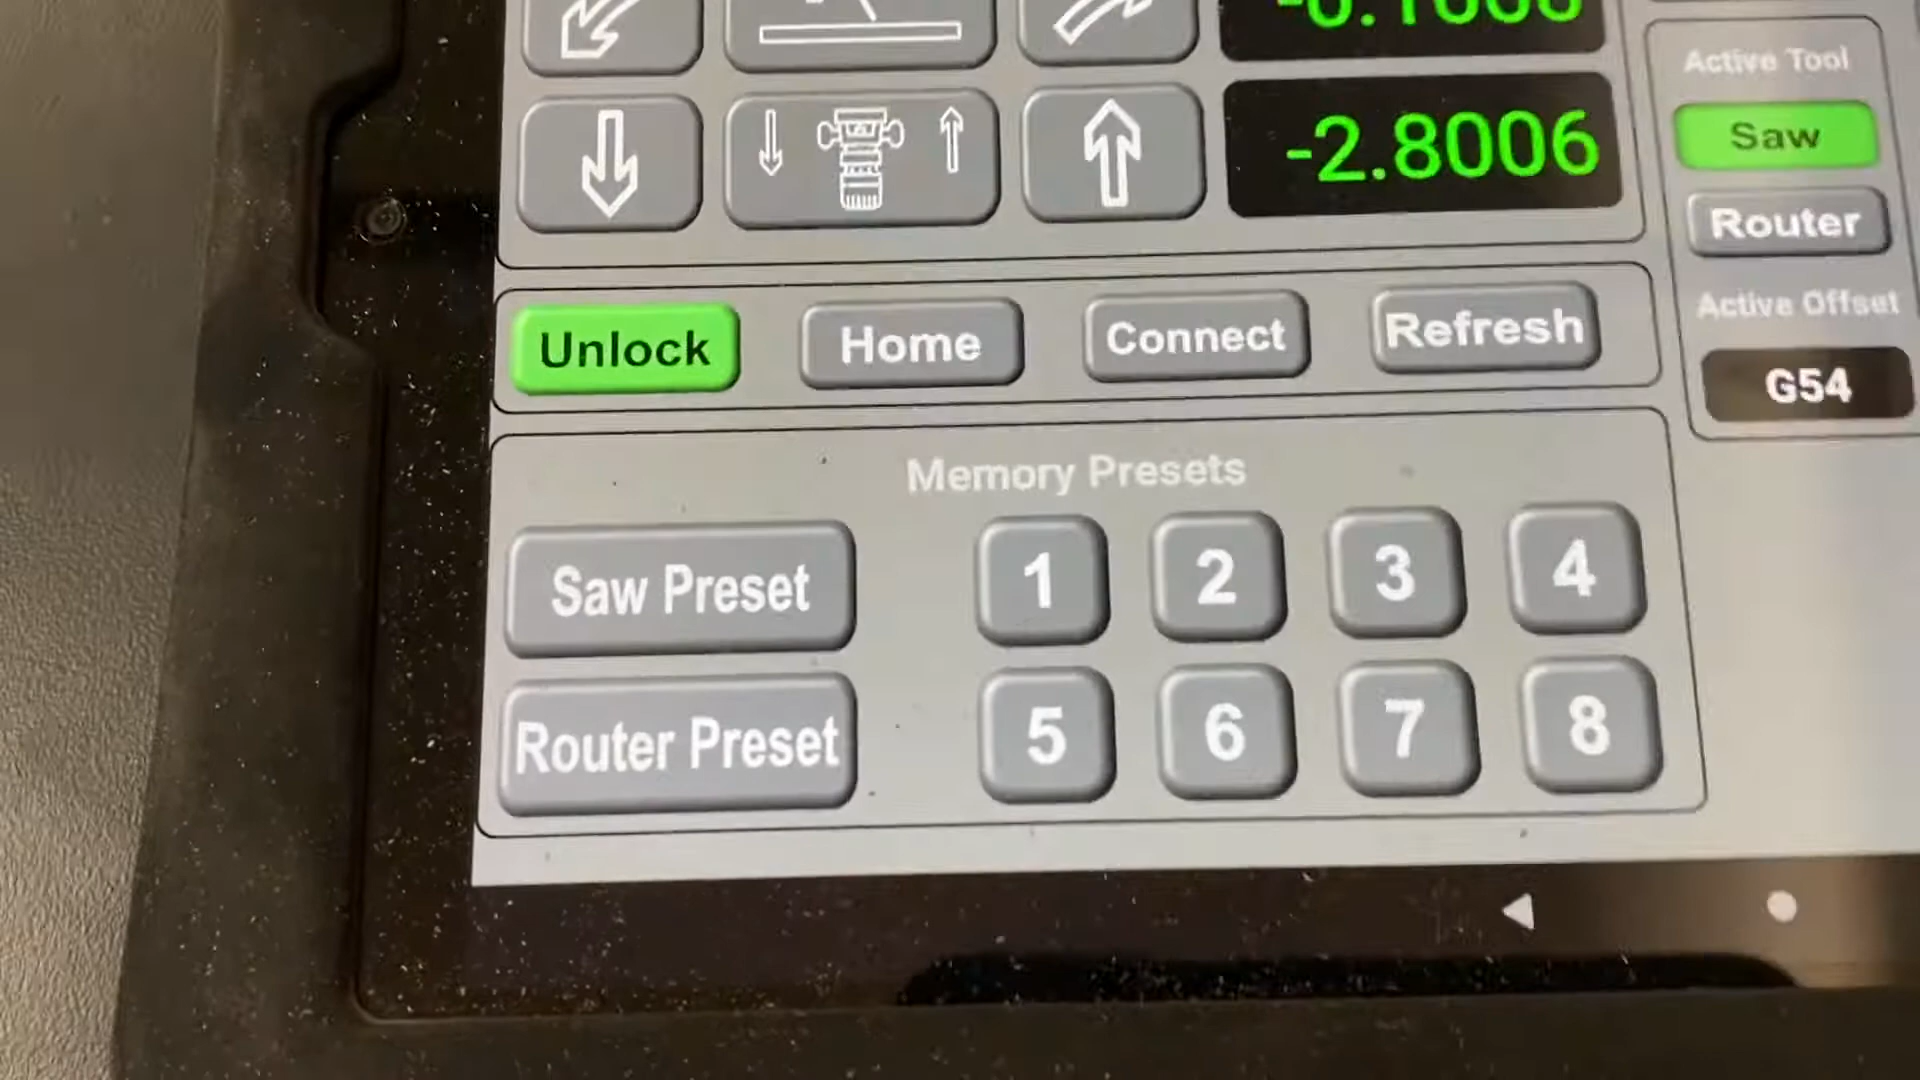 Active Tool
-2.8006
Saw
Router
Unlock
Home
Connect
Refresh
Active Offset
G54
Memory Presets
Saw Preset
1
2
3
4
Router Preset
5
6
7
8